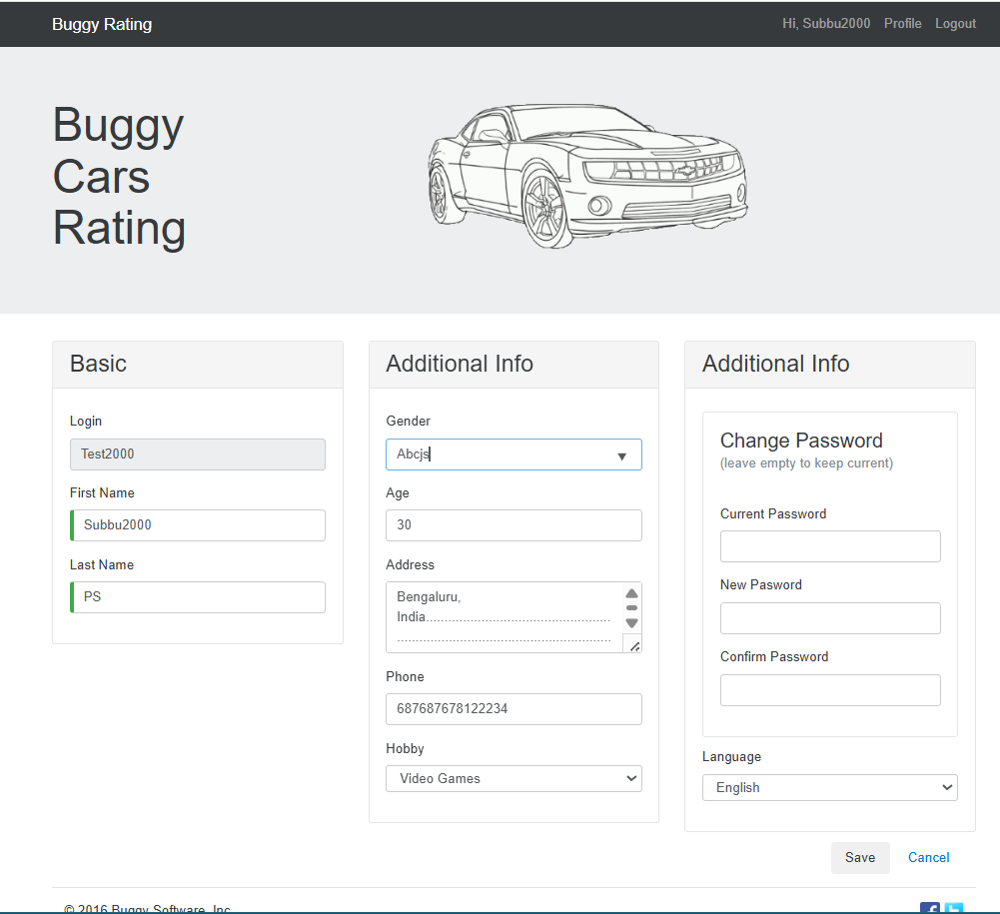 Buggy Rating
Hi, Subbu2000 Profile Logout
Buggy
Cars
Rating
Basic
Login
Test2000
First Name
Subbu2000
Last Name
PS
Additional Info
Gender
Abcjs
Age
30
Address
Bengaluru,
India......................................................
...............................................................
Phone
687687678122234
Hobby
Video Games
Additional Info
Change Password
(leave empty to keep current)
Current Password
New Pasword
Confirm Password
Language
English
Save Cancel
© 2016 Buggy Software, Inc.